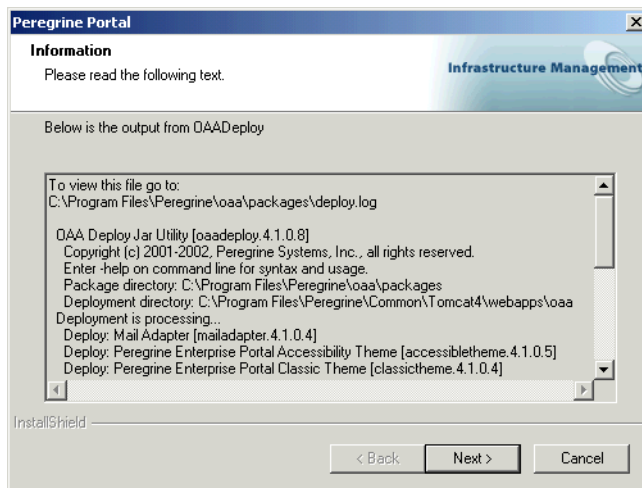 Peregrine Portal
Information
Please read the following text.
Infrastructure Management
Below is the output from OAADeploy
To view this file go to:
C:\Program Files\Peregrine\oaa\packages\deploy.log
OAA Deploy Jar Utility [oaadeploy.4.1.0.8]
Copyright (c) 2001-2002, Peregrine Systems, Inc., all rights reserved.
Enter -help on command line for syntax and usage.
Package directory: C:\Program Files\Peregrine\oaa\packages
Deployment directory: C:\Program Files\Peregrine\Common\Tomcat4\webapps\oaa
Deployment is processing...
Deploy: Mail Adapter [mailadapter.4.1.0.4]
Deploy: Peregrine Enterprise Portal Accessibility Theme [accessibletheme.4.1.0.5]
Deploy: Peregrine Enterprise Portal Classic Theme [classictheme.4.1.0.4]
InstallShield
< Back
Next >
Cancel